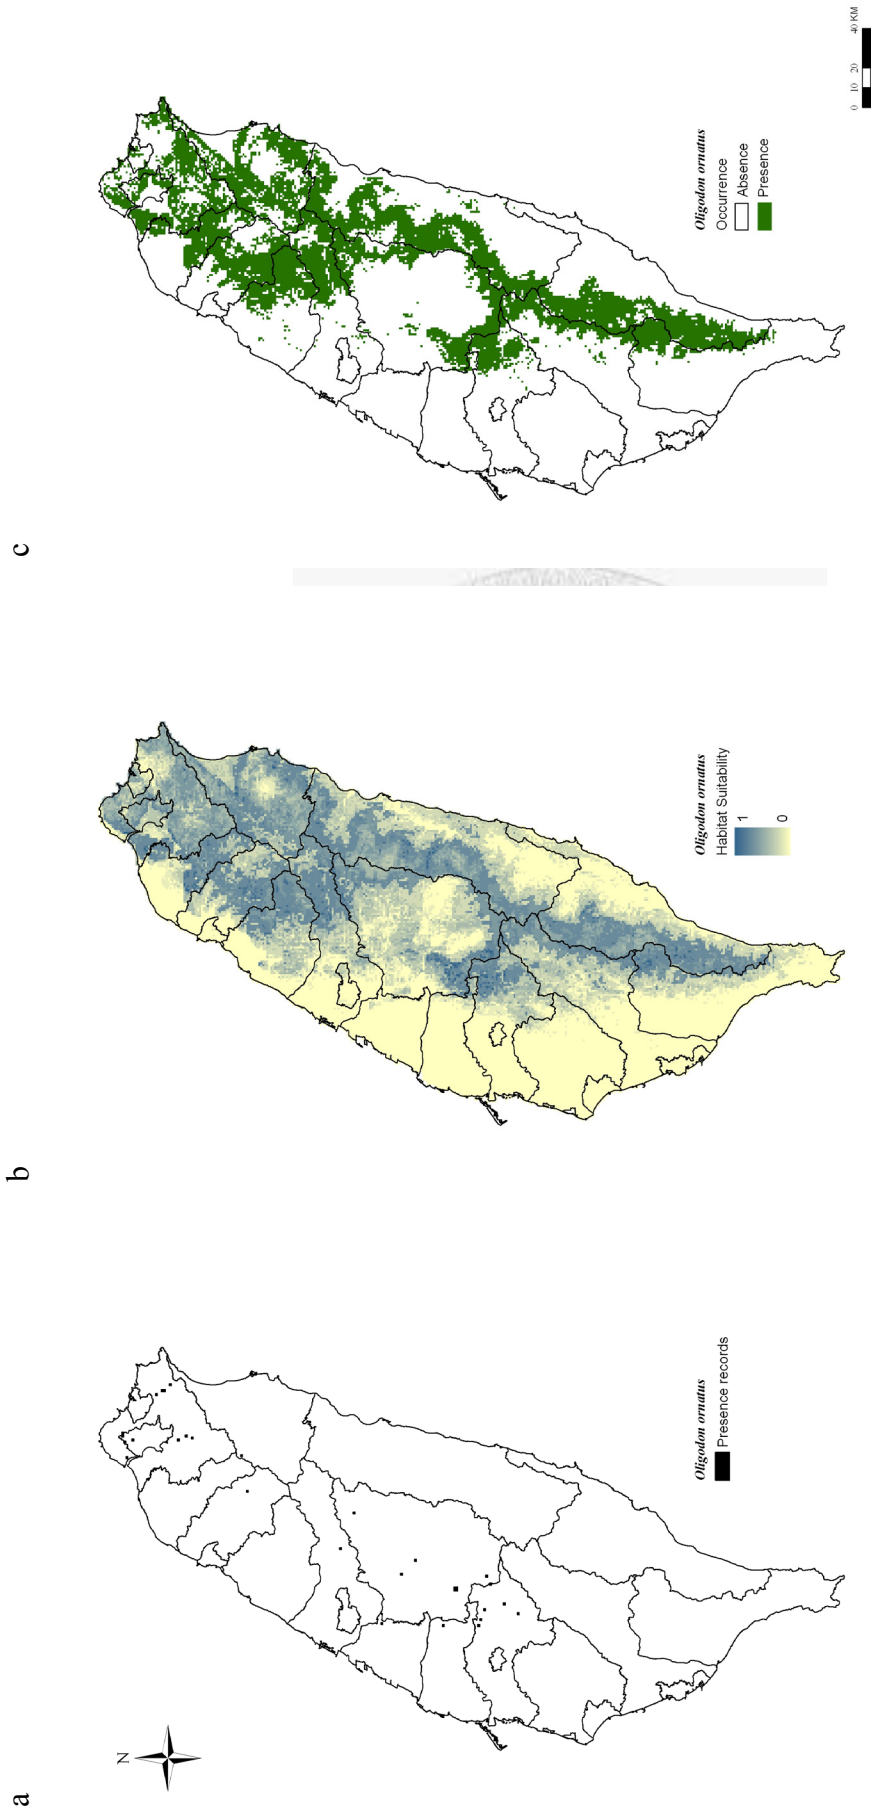 a
N
Oligodon ornatus
Presence records
b
Oligodon ornatus
Habitat Suitability
1
0
c
Oligodon ornatus
Occurrence
Absence
Presence
0 10 20 40 KM